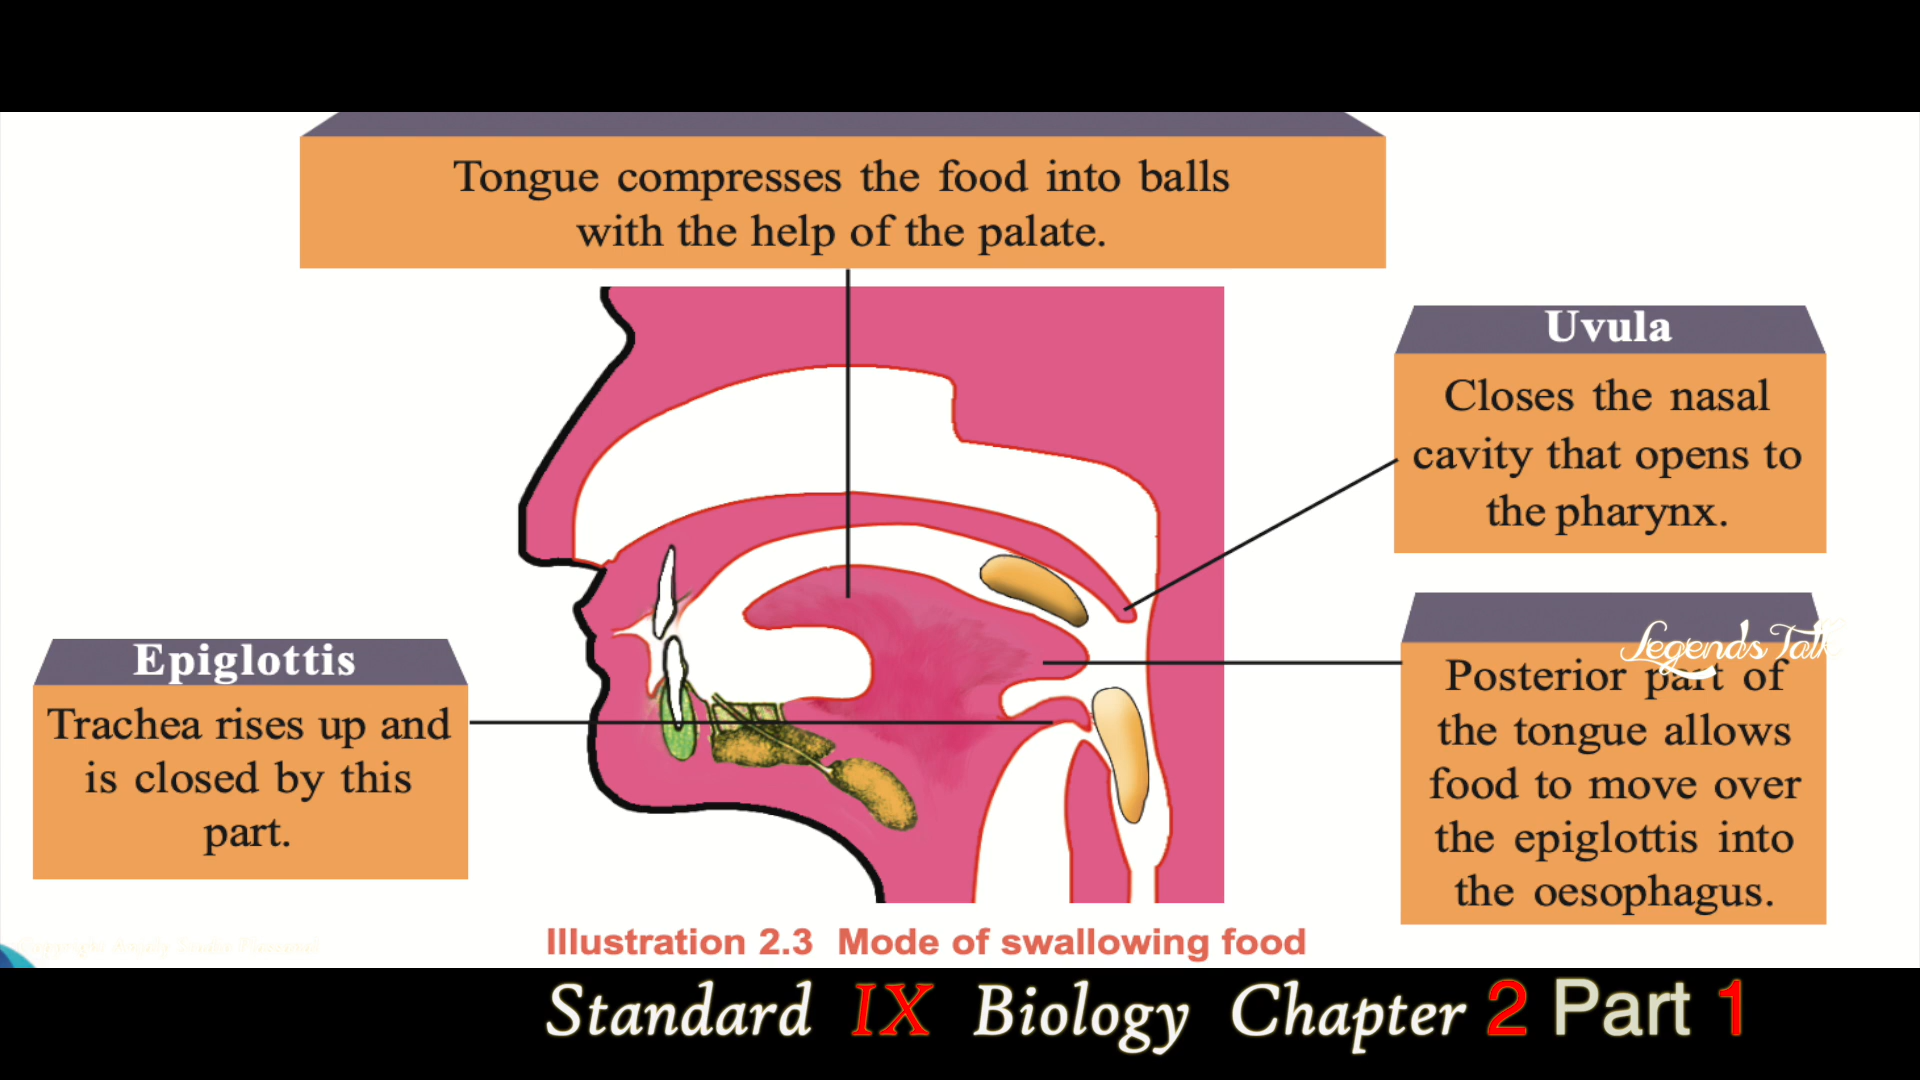 Tongue compresses the food into balls
with the help of the palate.
Uvula
Closes the nasal
cavity that opens to
the pharynx.
Epiglottis
Trachea rises up and
is closed by this
part.
Legends Talk
Posterior part of
the tongue allows
food to move over
the epiglottis into
the oesophagus.
Illustration 2.3 Mode of swallowing food
Standard IX Biology Chapter 2 Part 1